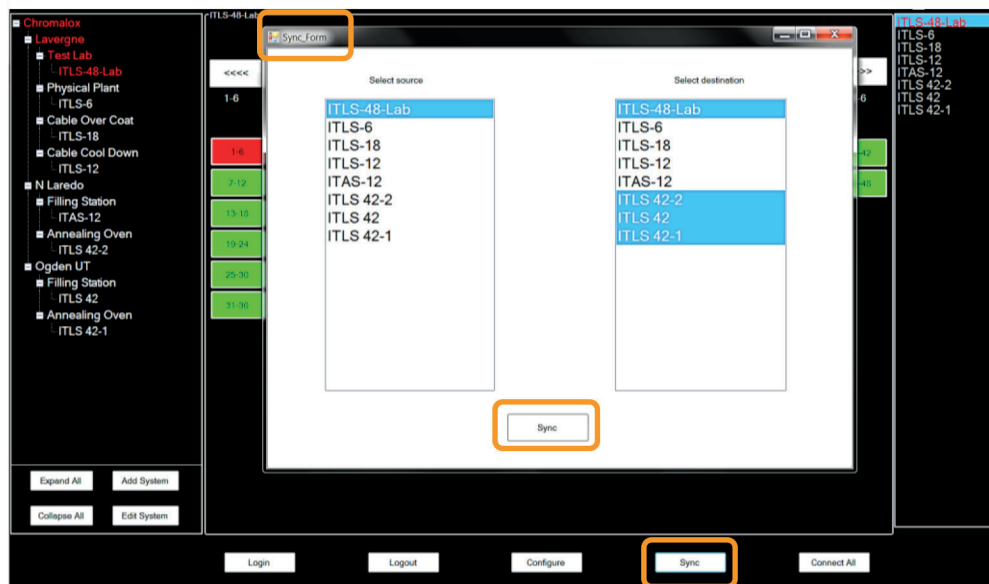 Chromalox
Lavergne
Test Lab
ITLS-48-Lab
Physical Plant
ITLS-6
Cable Over Coat
ITLS-18
Cable Cool Down
ITLS-12
N Laredo
Filling Station
ITAS-12
Annealing Oven
ITLS 42-2
Ogden UT
Filling Station
ITLS 42
Annealing Oven
ITLS 42-1
Expand All
Add System
Collapse All
Edit System
ITLS-48-Lab
<<<<
1-6
1-6
7-12
13-18
19-24
25-30
31-36
Sync_Form
Select source
ITLS-48-Lab
ITLS-6
ITLS-18
ITLS-12
ITAS-12
ITLS 42-2
ITLS 42
ITLS 42-1
Select destination
ITLS-48-Lab
ITLS-6
ITLS-18
ITLS-12
ITAS-12
ITLS 42-2
ITLS 42
ITLS 42-1
Sync
>>
-6
-42
-48
Login
Logout
Configure
Sync
Connect All
ITLS-48-Lab
ITLS-6
ITLS-18
ITLS-12
ITAS-12
ITLS 42-2
ITLS 42
ITLS 42-1